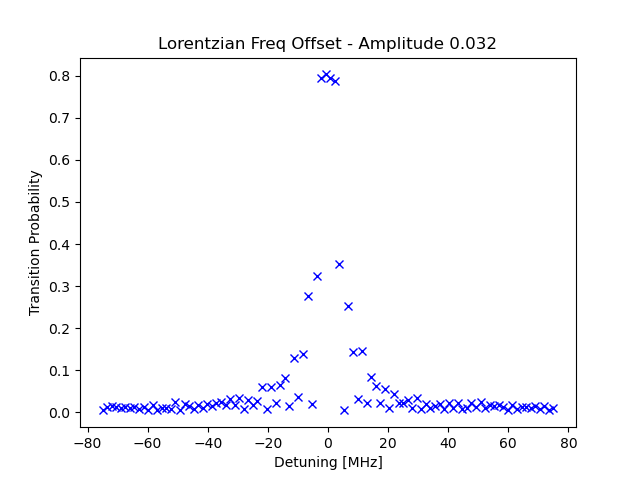 Lorentzian Freq Offset - Amplitude 0.032
Transition Probability
0.8
0.7
0.6
0.5
0.4
0.3
0.2
0.1
0.0
−80 −60 −40 −20 0 20 40 60 80
Detuning [MHz]